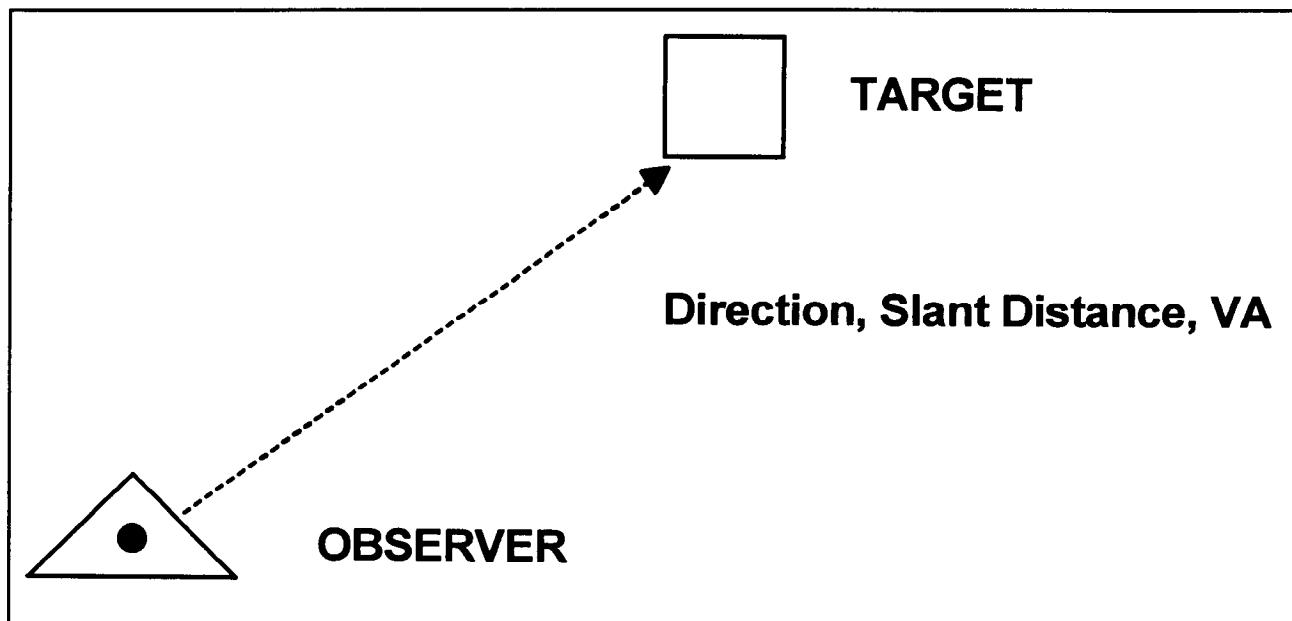 TARGET
Direction, Slant Distance, VA
OBSERVER